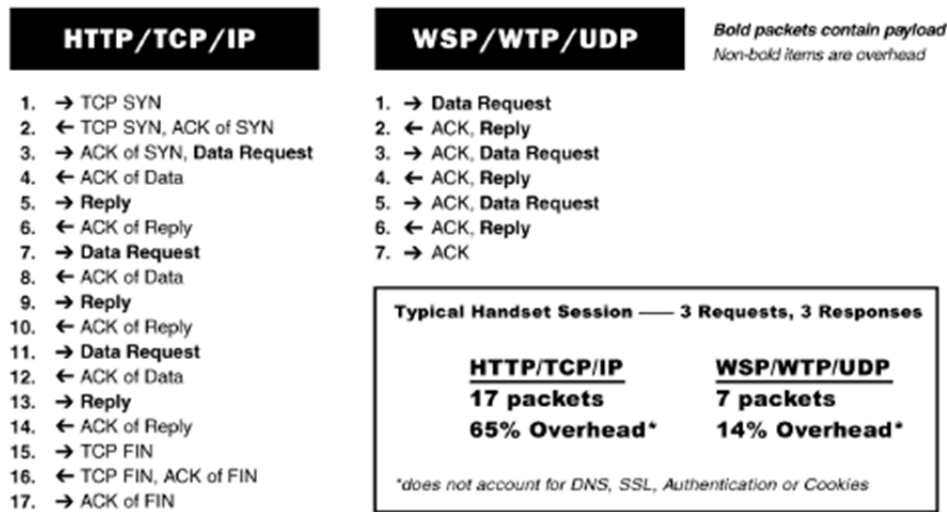 HTTP/TCP/IP
1. → TCP SYN
2. ← TCP SYN, ACK of SYN
3. → ACK of SYN, Data Request
4. ← ACK of Data
5. → Reply
6. ← ACK of Reply
7. → Data Request
8. ← ACK of Data
9. → Reply
10. ← ACK of Reply
11. → Data Request
12. ← ACK of Data
13. → Reply
14. ← ACK of Reply
15. → TCP FIN
16. ← TCP FIN, ACK of FIN
17. → ACK of FIN
WSP/WTP/UDP
1. → Data Request
2. ← ACK, Reply
3. → ACK, Data Request
4. ← ACK, Reply
5. → ACK, Data Request
6. ← ACK, Reply
7. → ACK
Bold packets contain payload
Non-bold items are overhead
Typical Handset Session —— 3 Requests, 3 Responses
HTTP/TCP/IP
17 packets
65% Overhead*
WSP/WTP/UDP
7 packets
14% Overhead*
*does not account for DNS, SSL, Authentication or Cookies